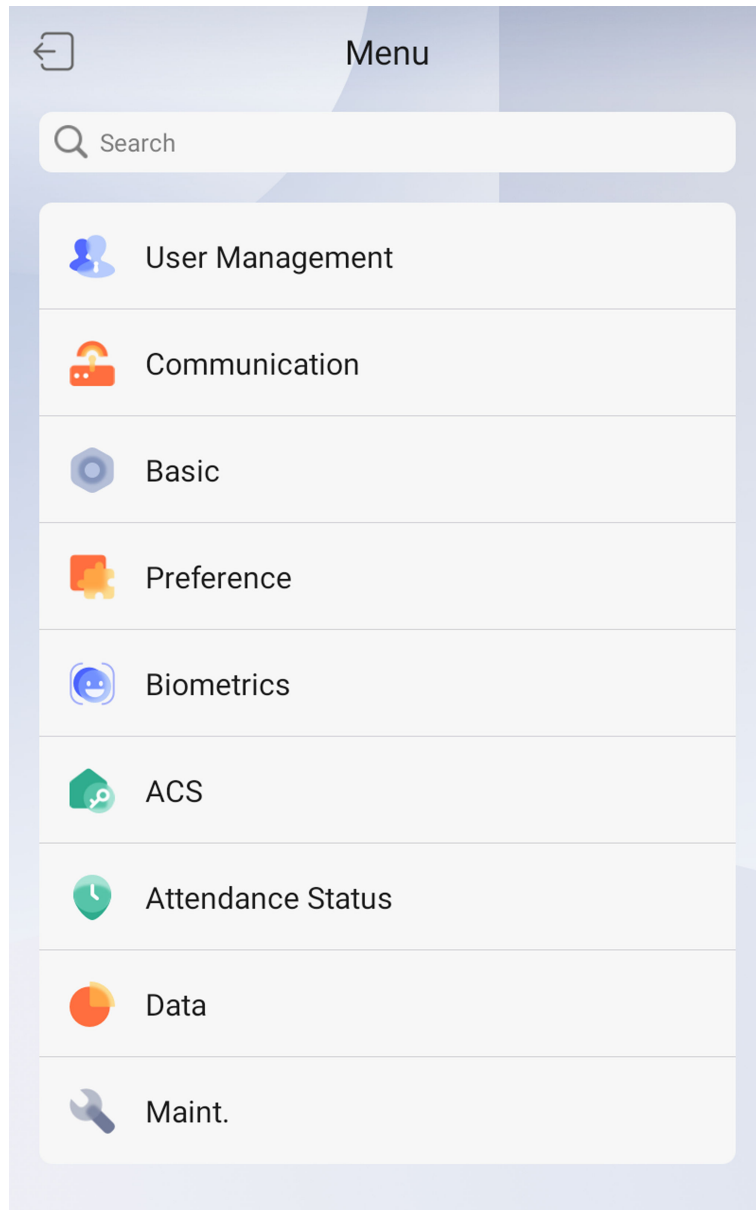 Menu
Search
User Management
Communication
Basic
Preference
Biometrics
ACS
Attendance Status
Data
Maint.